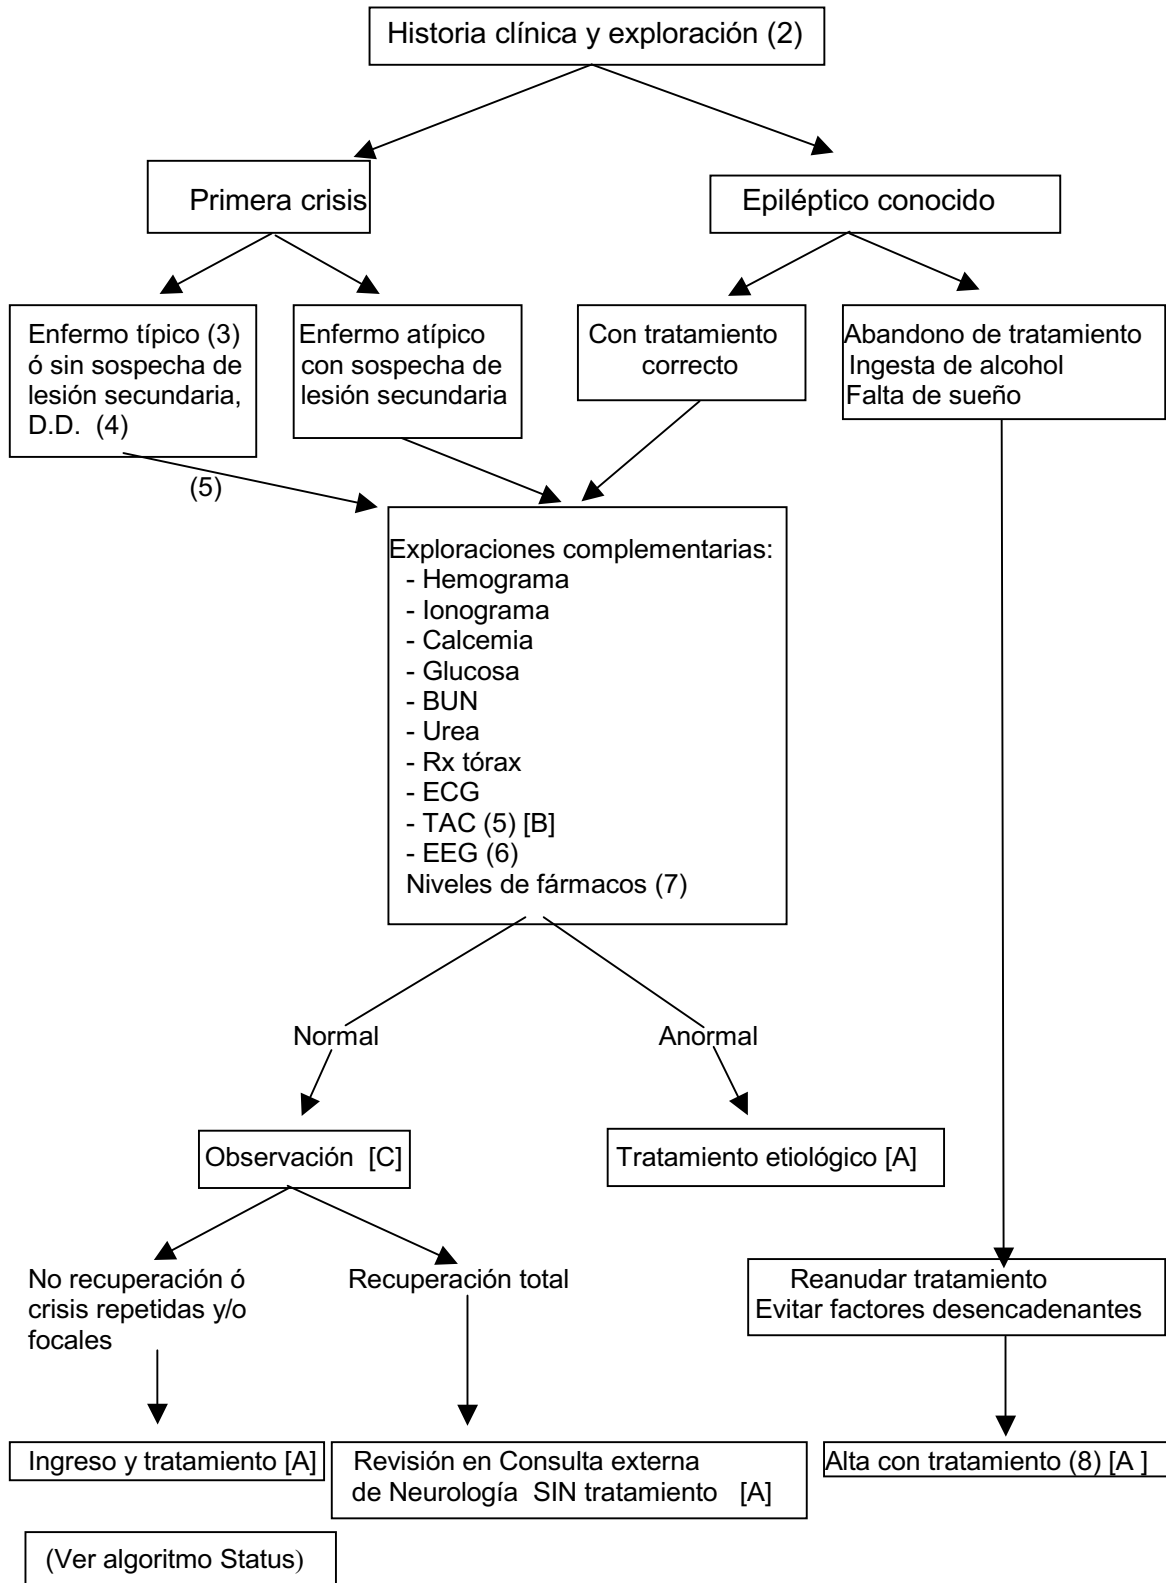 Historia clínica y exploración (2)
Primera crisis
Epiléptico conocido
Enfermo típico (3)
ó sin sospecha de
lesión secundaria,
D.D. (4)
Enfermo atípico
con sospecha de
lesión secundaria
Con tratamiento
correcto
Abandono de tratamiento
Ingesta de alcohol
Falta de sueño
(5)
Exploraciones complementarias:
- Hemograma
- Ionograma
- Calcemia
- Glucosa
- BUN
- Urea
- Rx tórax
- ECG
- TAC (5) [B]
- EEG (6)
Niveles de fármacos (7)
Normal
Anormal
Observación [C]
Tratamiento etiológico [A]
No recuperación ó
crisis repetidas y/o
focales
Recuperación total
Reanudar tratamiento
Evitar factores desencadenantes
Ingreso y tratamiento [A]
Revisión en Consulta externa
de Neurología SIN tratamiento [A]
Alta con tratamiento (8) [A ]
(Ver algoritmo Status)